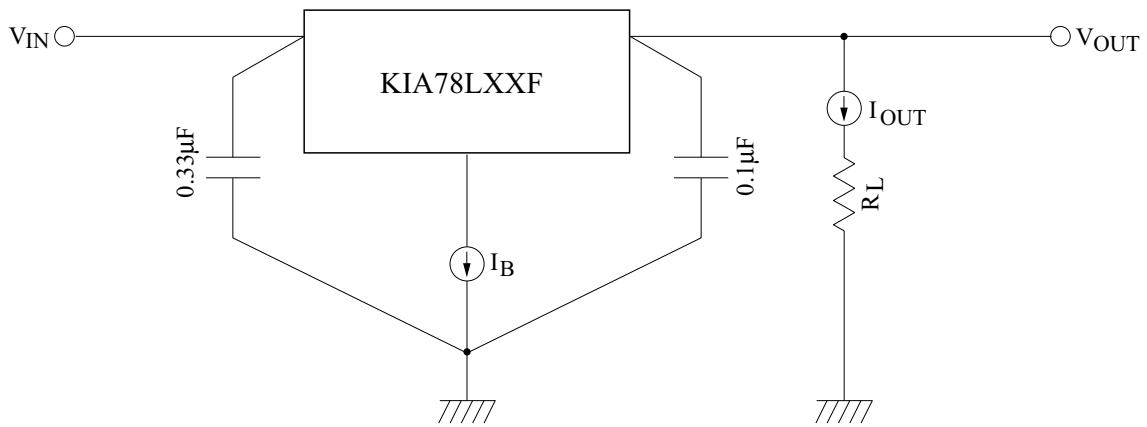 VIN
KIA78LXXF
VOUT
0.33μF
0.1μF
IOUT
RL
IB